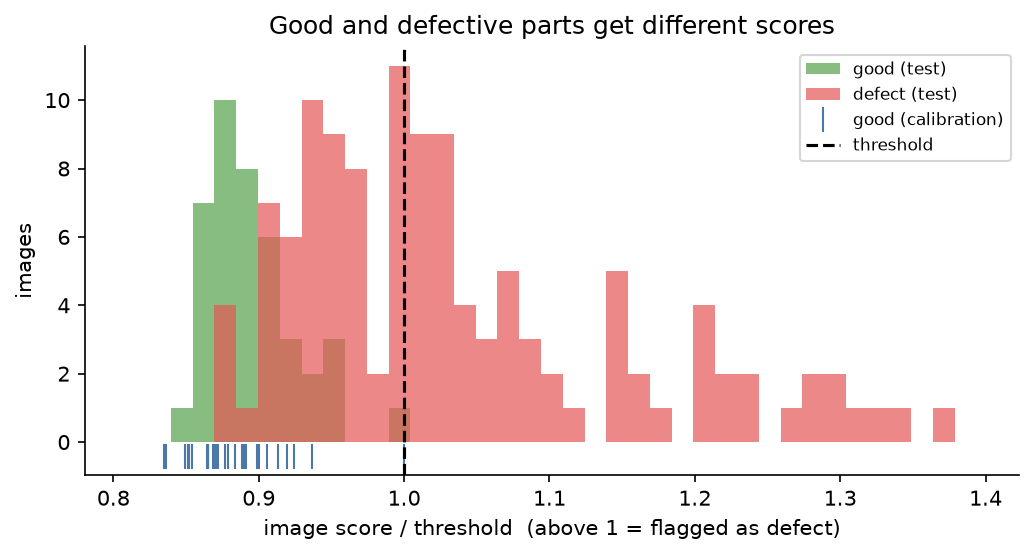 Good and defective parts get different scores
good (test)
defect (test)
good (calibration)
threshold
images
10
8
6
4
2
0
0.8 0.9 1.0 1.1 1.2 1.3 1.4
image score / threshold (above 1 = flagged as defect)